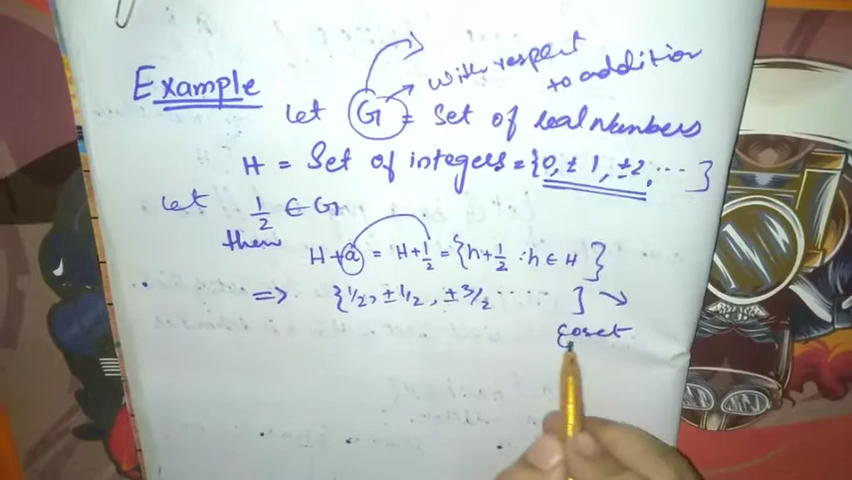 Example
With respect
to addition
Let G = Set of real numbers
H = Set of integers = {0, ± 1, ±2, ... }
Let 1/2 ∈ G
then
H+a = H+1/2 = {h+1/2 : h ∈ H }
=> {1/2, ±1/2, ±3/2 ..... } →
Coset